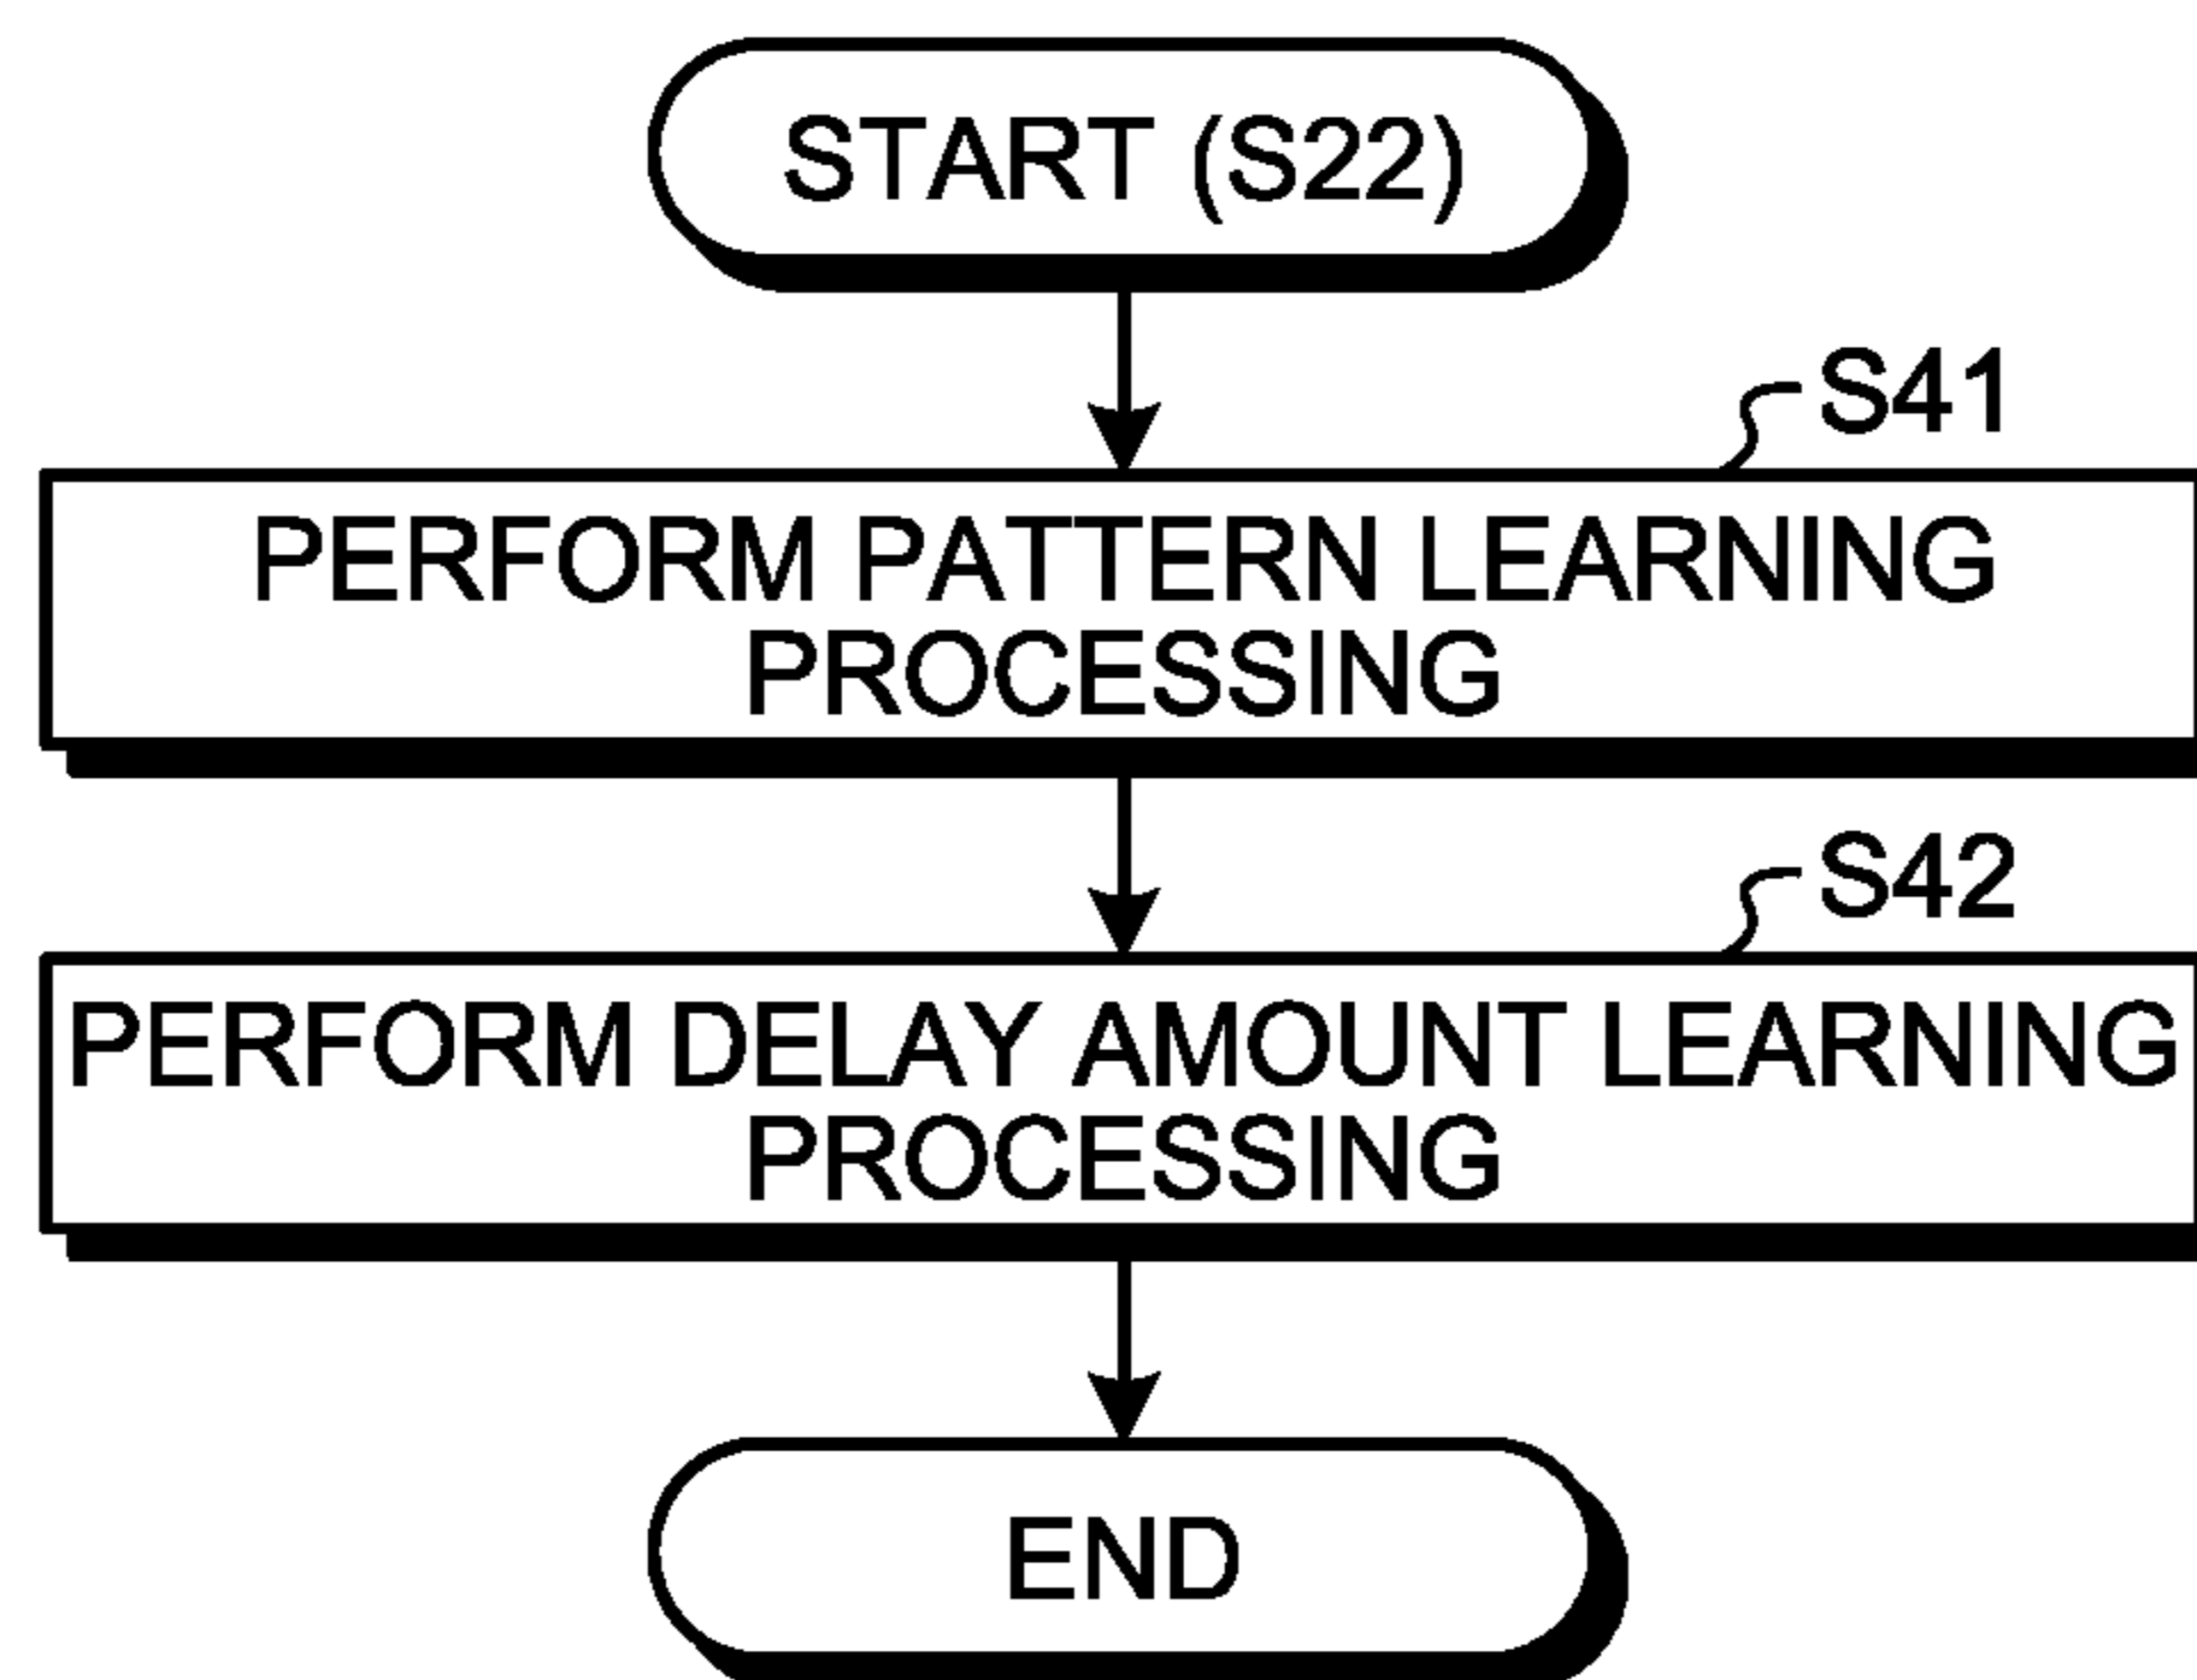 START (S22)
S41
PERFORM PATTERN LEARNING
PROCESSING
S42
PERFORM DELAY AMOUNT LEARNING
PROCESSING
END